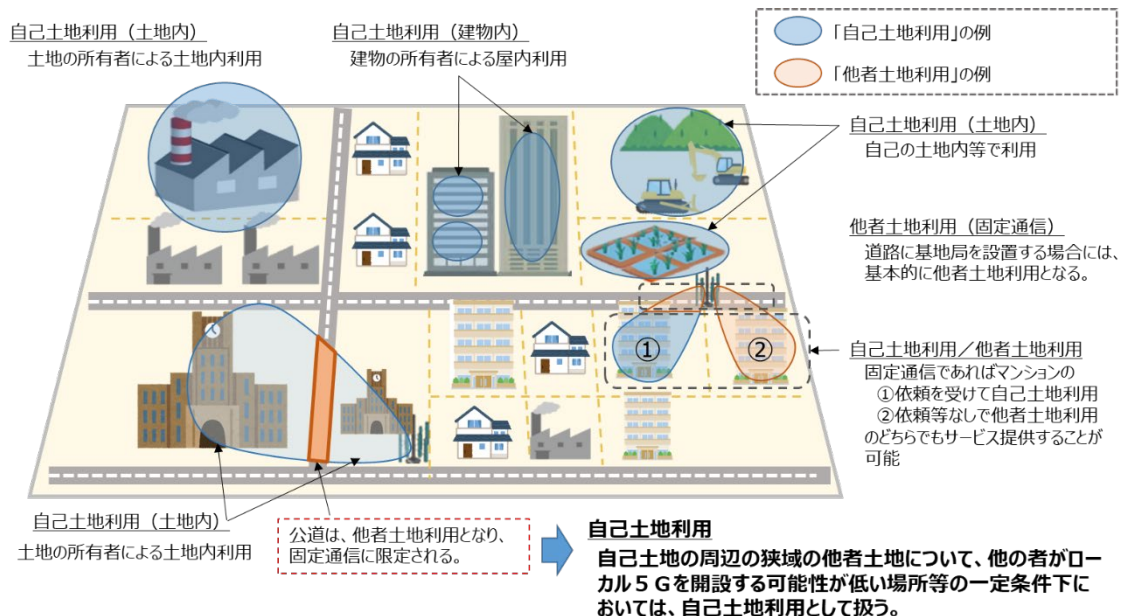 自己土地利用（土地内）
土地の所有者による土地内利用
自己土地利用（建物内）
建物の所有者による屋内利用
「自己土地利用」の例
「他者土地利用」の例
自己土地利用（土地内）
自己の土地内等で利用
他者土地利用（固定通信）
道路に基地局を設置する場合には、
基本的に他者土地利用となる。
①
②
自己土地利用／他者土地利用
固定通信であればマンションの
①依頼を受けて自己土地利用
②依頼等なしで他者土地利用
のどちらでもサービス提供することが
可能
自己土地利用（土地内）
土地の所有者による土地内利用
公道は、他者土地利用となり、
固定通信に限定される。
自己土地利用
自己土地の周辺の狭域の他者土地について、他の者がロー
カル５Ｇを開設する可能性が低い場所等の一定条件下に
おいては、自己土地利用として扱う。